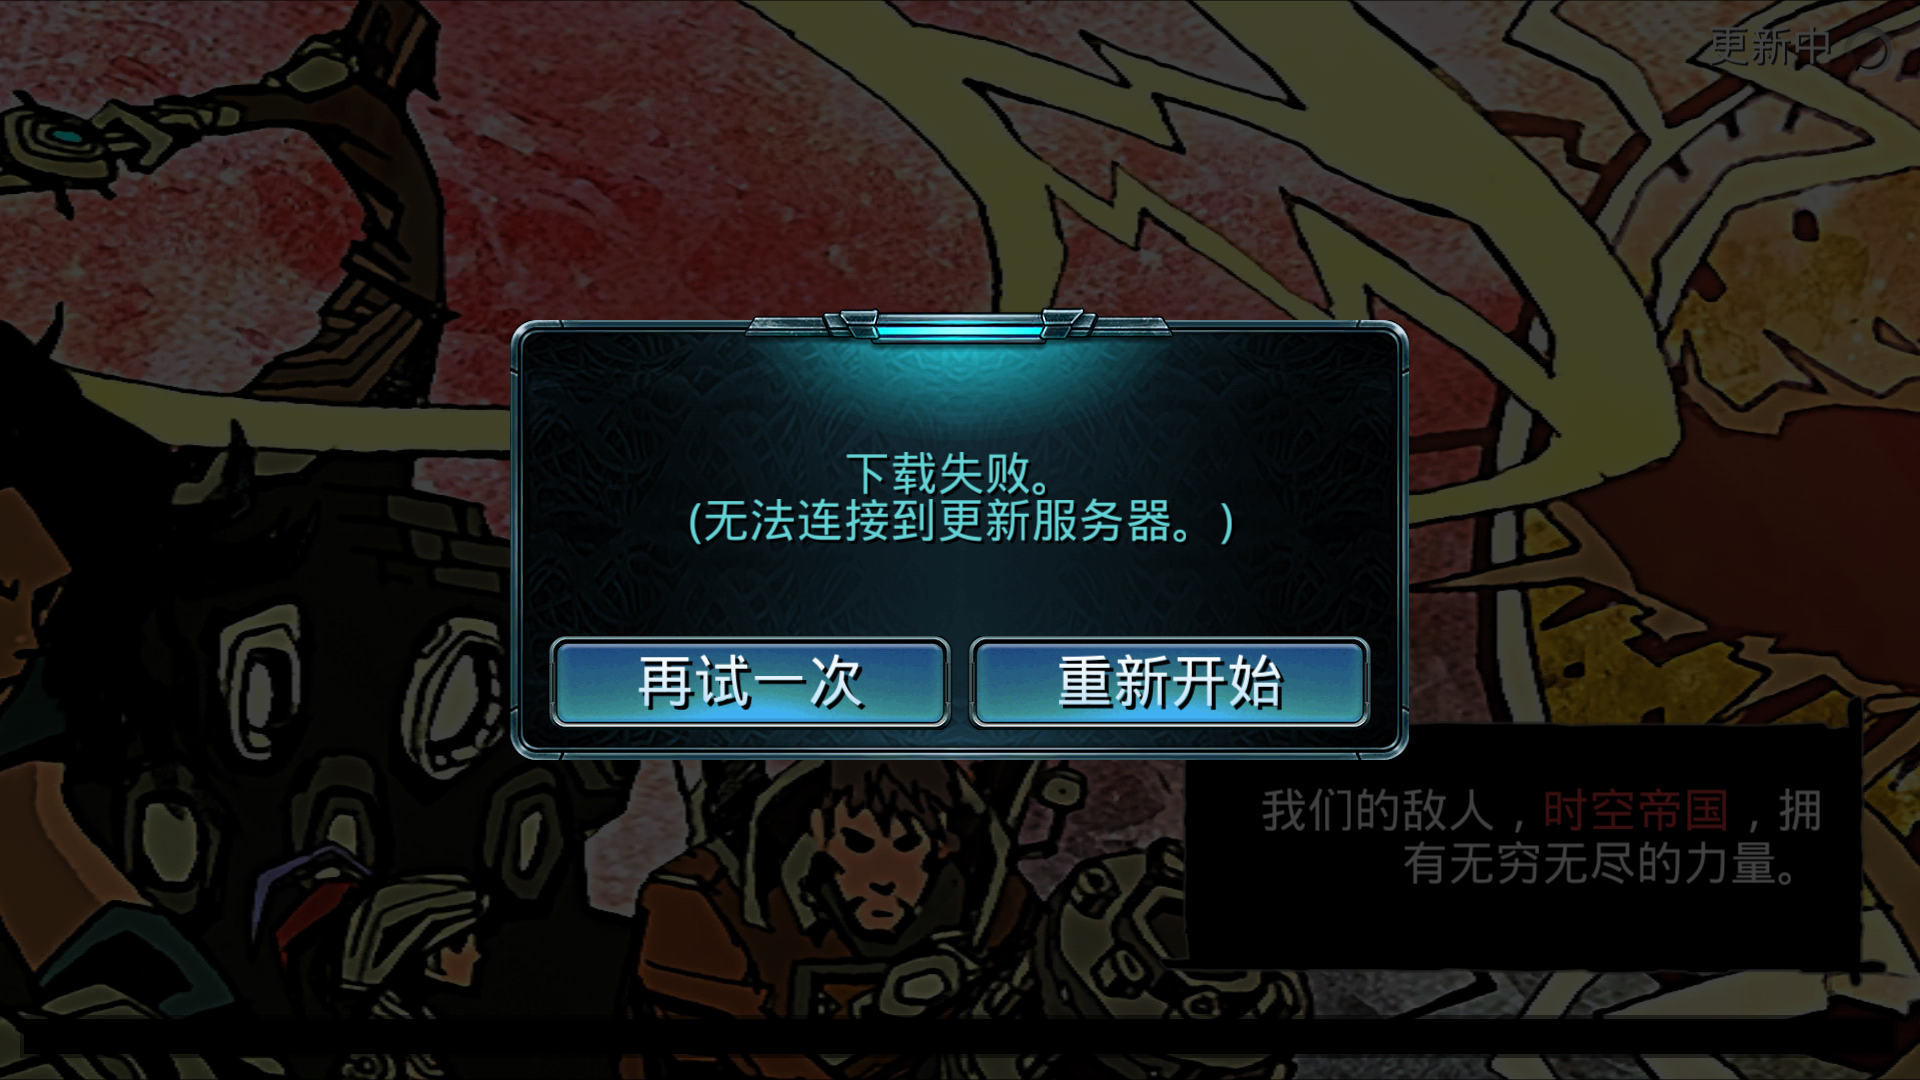 更新中
下载失败。
(无法连接到更新服务器。)
再试一次
重新开始
我们的敌人，时空帝国，拥
有无穷无尽的力量。